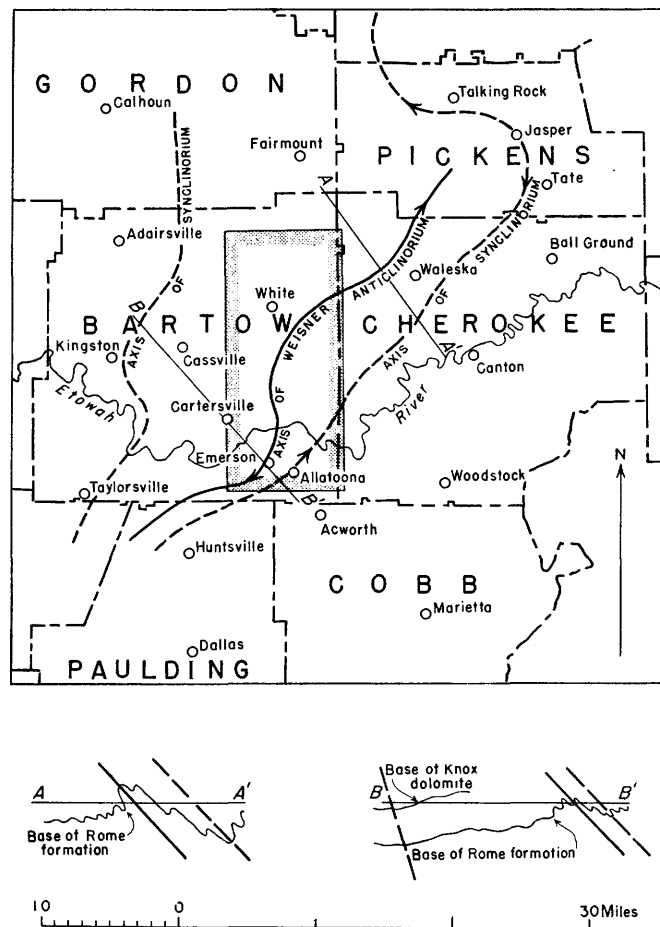 GORDON
Calhoun
Talking Rock
Jasper
Fairmount
PICKENS
Tate
A
SYNGLINORIUM
Adairsville
ANTICLINORIUM
SYNGLINORIUM
Ball Ground
Waleska
OF
OF
White
WEISNER
BARTOW
CHEROKEE
B
AXIS
Kingston
Cassville
AXIS
A'
Canton
Etowah
OF
River
Cartersville
AXIS
Emerson
Allatoona
Woodstock
N
Taylorsville
B'
Acworth
Huntsville
COBB
Marietta
Dallas
PAULDING
A A'
Base of Rome
formation
Base of Knox
dolomite
B B'
Base of Rome formation
10 0 30 Miles